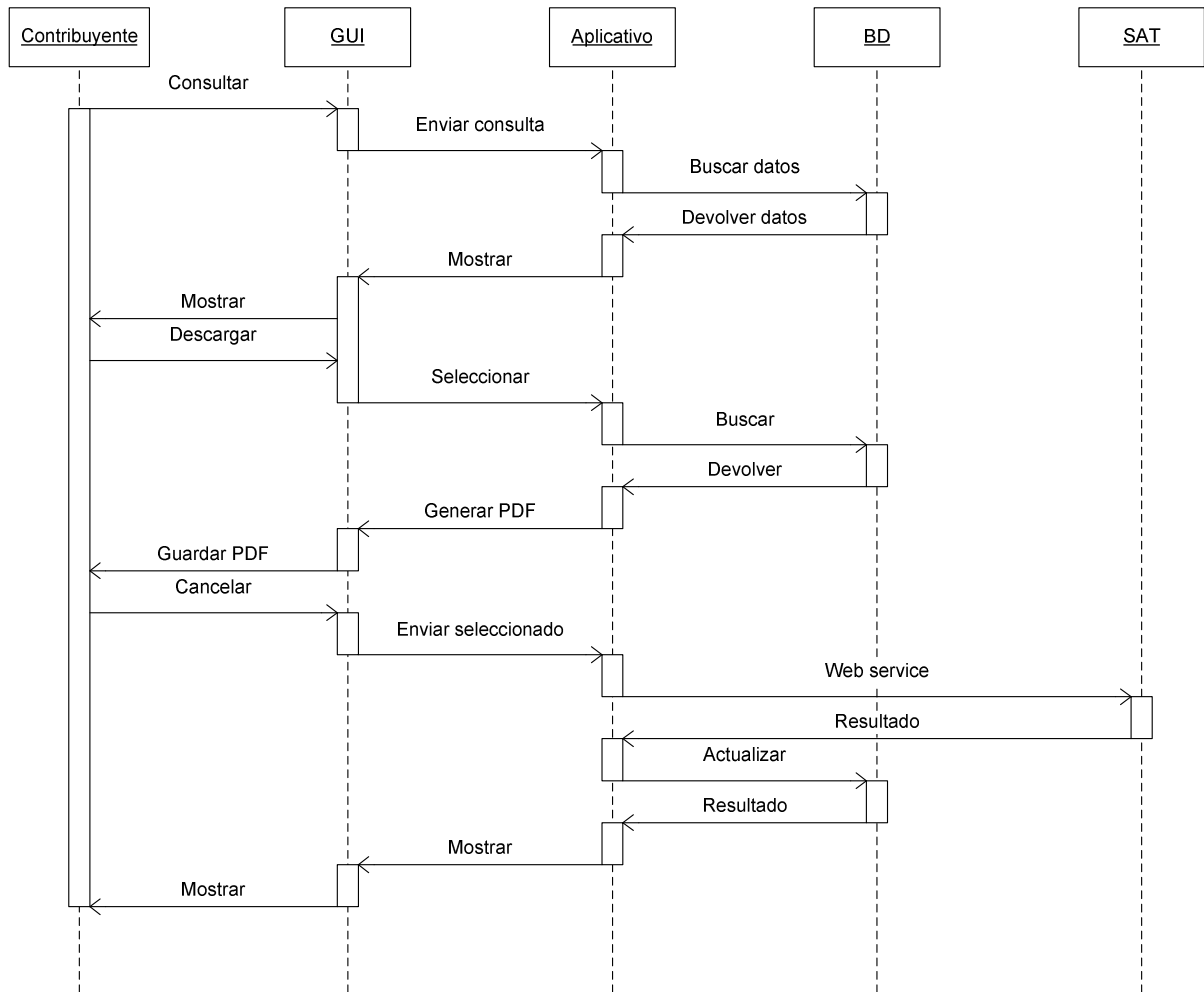 Contribuyente
GUI
Aplicativo
BD
SAT
Consultar
Enviar consulta
Buscar datos
Devolver datos
Mostrar
Mostrar
Descargar
Seleccionar
Buscar
Devolver
Generar PDF
Guardar PDF
Cancelar
Enviar seleccionado
Web service
Resultado
Actualizar
Resultado
Mostrar
Mostrar